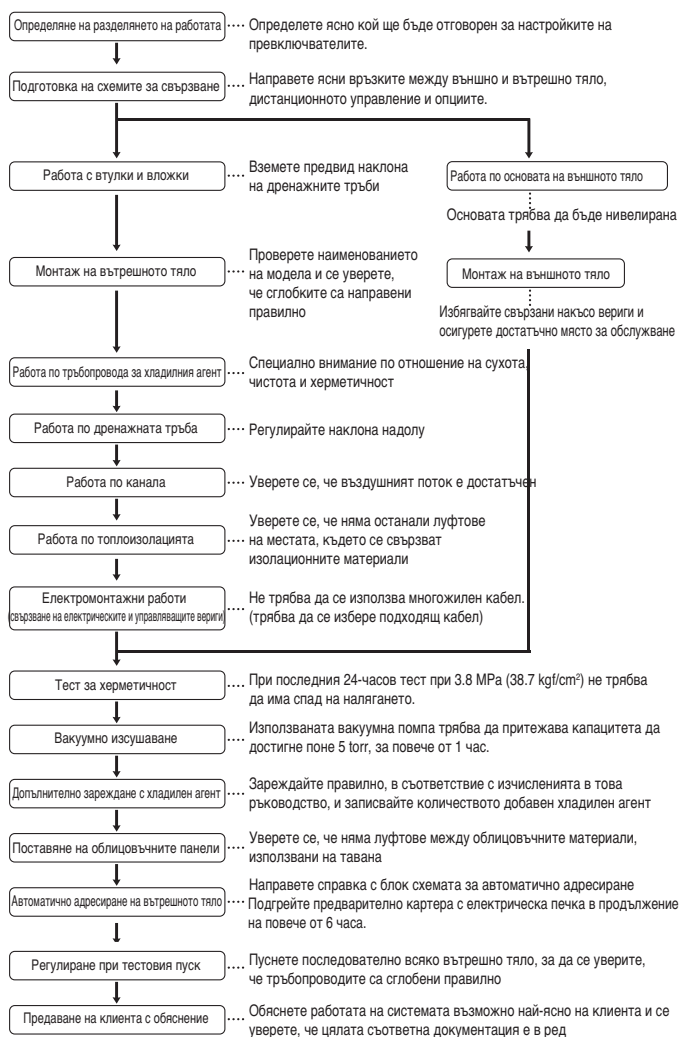 Определяне на разделянето на работата
Определете ясно кой ще бъде отговорен за настройките на
превключвателите.
Подготовка на схемите за свързване
Направете ясни връзките между външно и вътрешно тяло,
дистанционното управление и опциите.
Работа с втулки и вложки
Вземете предвид наклона
на дренажните тръби
Работа по основата на външното тяло
Основата трябва да бъде нивелирана
Монтаж на вътрешното тяло
Проверете наименованието
на модела и се уверете,
че сглобките са направени
правилно
Монтаж на външното тяло
Избягвайте свързани накъсо вериги и
осигурете достатъчно място за обслужване
Работа по тръбопровода за хладилния агент
Специално внимание по отношение на сухота,
чистота и херметичност
Работа по дренажната тръба
Регулирайте наклона надолу
Работа по канала
Уверете се, че въздушният поток е достатъчен
Работа по топлоизолацията
Уверете се, че няма останали луфтове
на местата, където се свързват
изолационните материали
Електромонтажни работи
(свързване на електрическите и управляващите вериги)
Не трябва да се използва многожилен кабел.
(трябва да се избере подходящ кабел)
Тест за херметичност
При последния 24-часов тест при 3.8 MPa (38.7 kgf/cm²) не трябва
да има спад на налягането.
Вакуумно изсушаване
Използваната вакуумна помпа трябва да притежава капацитета да
достигне поне 5 torr, за повече от 1 час.
Допълнително зареждане с хладилен агент
Зареждайте правилно, в съответствие с изчисленията в това
ръководство, и записвайте количеството добавен хладилен агент
Поставяне на облицовъчните панели
Уверете се, че няма луфтове между облицовъчните материали,
използвани на тавана
Автоматично адресиране на вътрешното тяло
Направете справка с блок схемата за автоматично адресиране
Подгрейте предварително картера с електрическа печка в продължение
на повече от 6 часа.
Регулиране при тестовия пуск
Пуснете последователно всяко вътрешно тяло, за да се уверите,
че тръбопроводите са сглобени правилно
Предаване на клиента с обяснение
Обяснете работата на системата възможно най-ясно на клиента и се
уверете, че цялата съответна документация е в ред